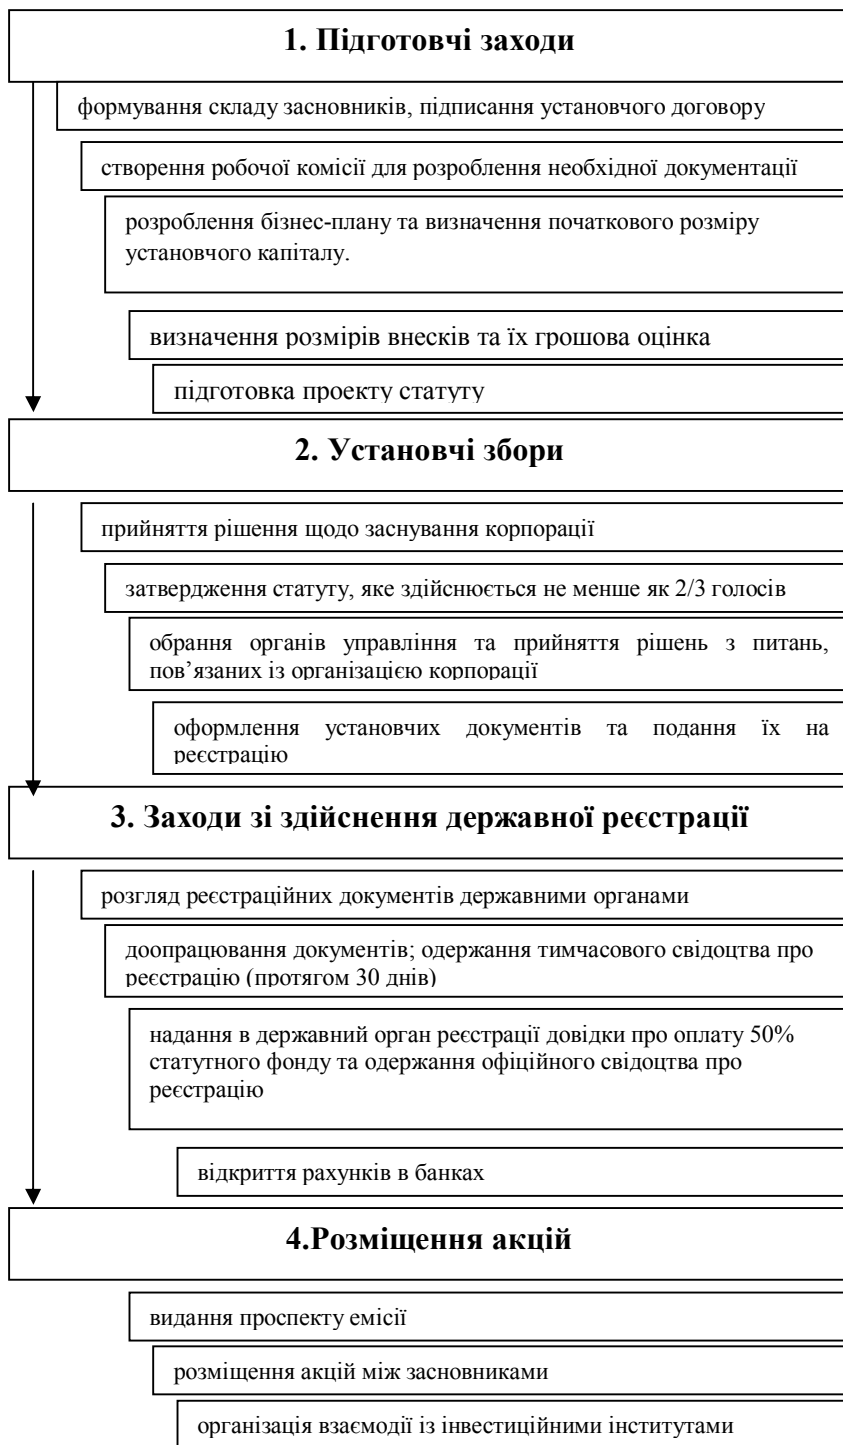 1. Підготовчі заходи
формування складу засновників, підписання установчого договору
створення робочої комісії для розроблення необхідної документації
розроблення бізнес-плану та визначення початкового розміру
установчого капіталу.
визначення розмірів внесків та їх грошова оцінка
підготовка проекту статуту
2. Установчі збори
прийняття рішення щодо заснування корпорації
затвердження статуту, яке здійснюється не менше як 2/3 голосів
обрання органів управління та прийняття рішень з питань,
пов’язаних із організацією корпорації
оформлення установчих документів та подання їх на
реєстрацію
3. Заходи зі здійснення державної реєстрації
розгляд реєстраційних документів державними органами
доопрацювання документів; одержання тимчасового свідоцтва про
реєстрацію (протягом 30 днів)
надання в державний орган реєстрації довідки про оплату 50%
статутного фонду та одержання офіційного свідоцтва про
реєстрацію
відкриття рахунків в банках
4.Розміщення акцій
видання проспекту емісії
розміщення акцій між засновниками
організація взаємодії із інвестиційними інститутами